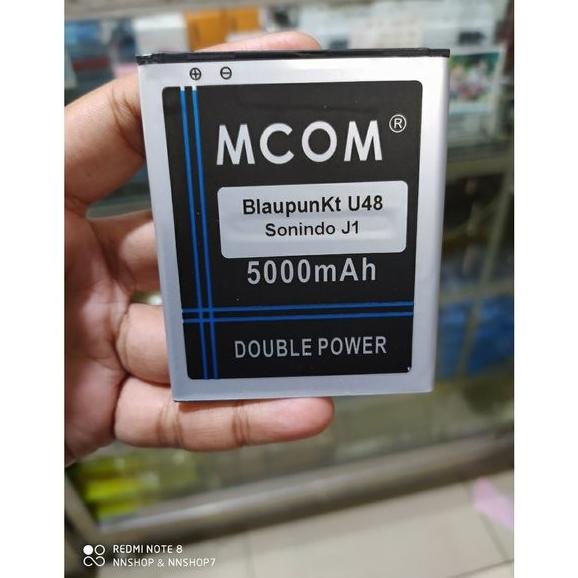 ⊕ ⊖
MCOM®
BlaupunKt U48
Sonindo J1
5000mAh
DOUBLE POWER
REDMI NOTE 8
NNSHOP & NNSHOP7